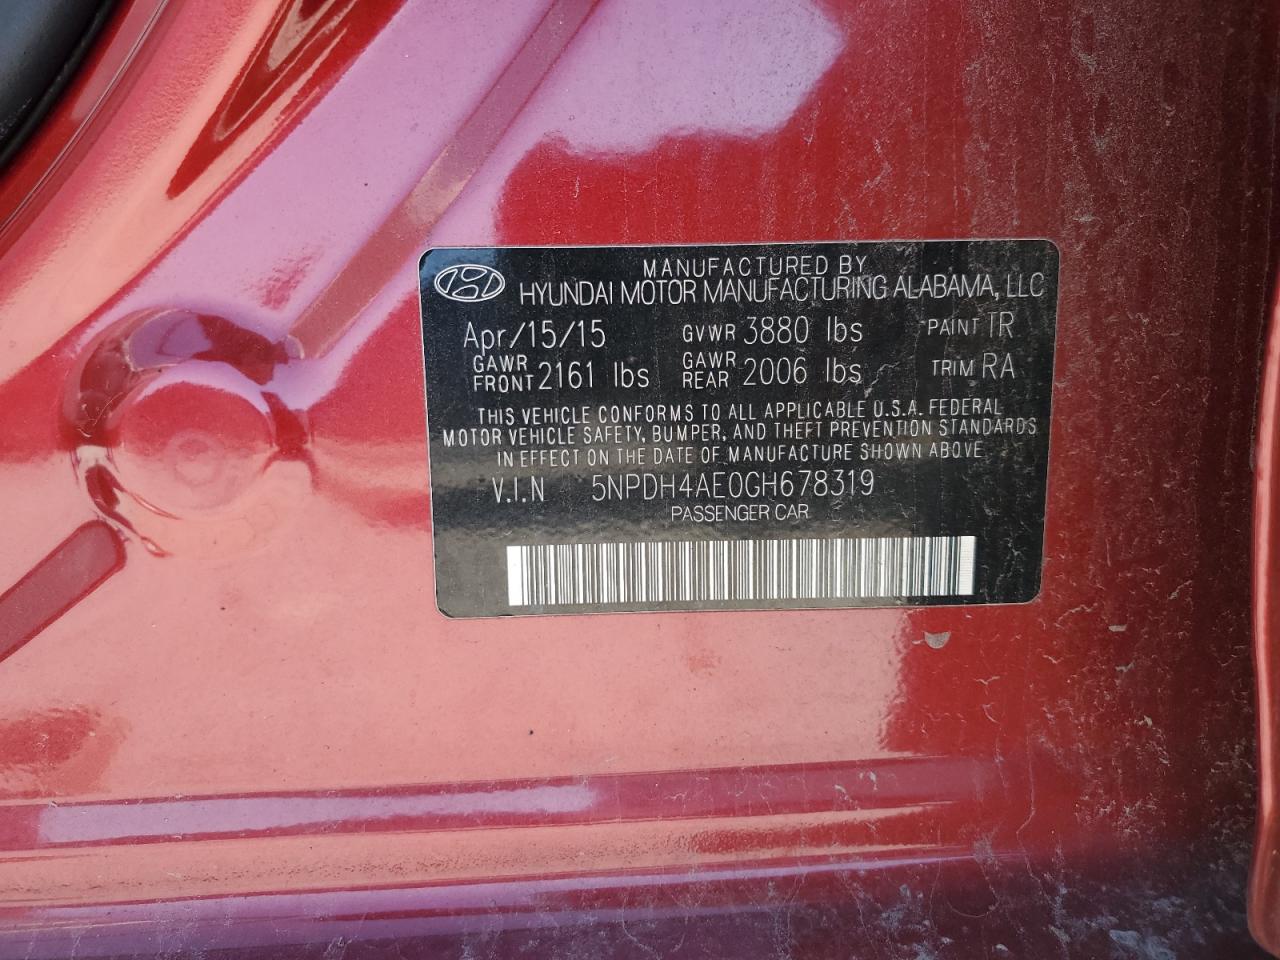 MANUFACTURED BY
HYUNDAI MOTOR MANUFACTURING ALABAMA, LLC
Apr/15/15 GVWR 3880 lbs PAINT TR
GAWR FRONT 2161 lbs GAWR REAR 2006 lbs TRIM RA
THIS VEHICLE CONFORMS TO ALL APPLICABLE U.S.A. FEDERAL
MOTOR VEHICLE SAFETY, BUMPER, AND THEFT PREVENTION STANDARDS
IN EFFECT ON THE DATE OF MANUFACTURE SHOWN ABOVE
V.I.N 5NPDH4AE0GH678319
PASSENGER CAR